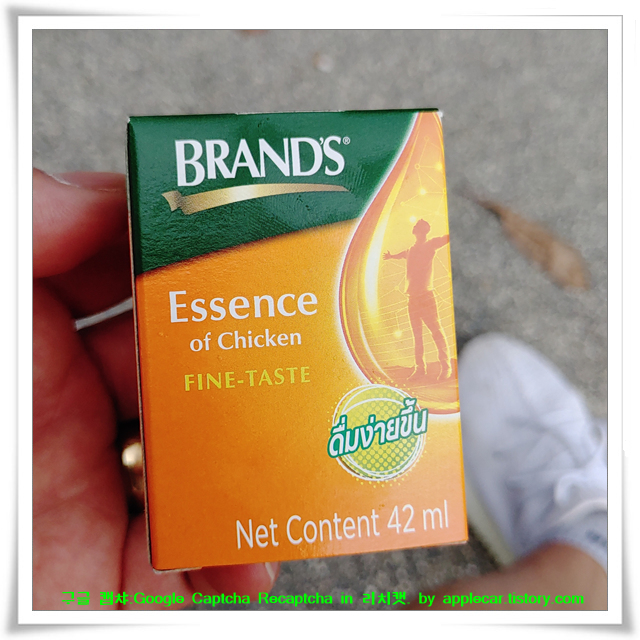 BRAND'S®
Essence
of Chicken
FINE-TASTE
ดื่มง่ายขึ้น
Net Content 42 ml
구글 캡챠 Google Captcha Recaptcha in 리치캣. by applecar.tistory.com